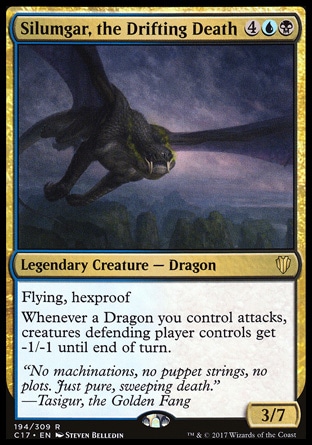 Silumgar, the Drifting Death 4
Legendary Creature — Dragon
Flying, hexproof
Whenever a Dragon you control attacks,
creatures defending player controls get
-1/-1 until end of turn.
“No machinations, no puppet strings, no
plots. Just pure, sweeping death.”
—Tasigur, the Golden Fang
3/7
194/309 R
C17 • EN Steven Belledin
™ & © 2017 Wizards of the Coast